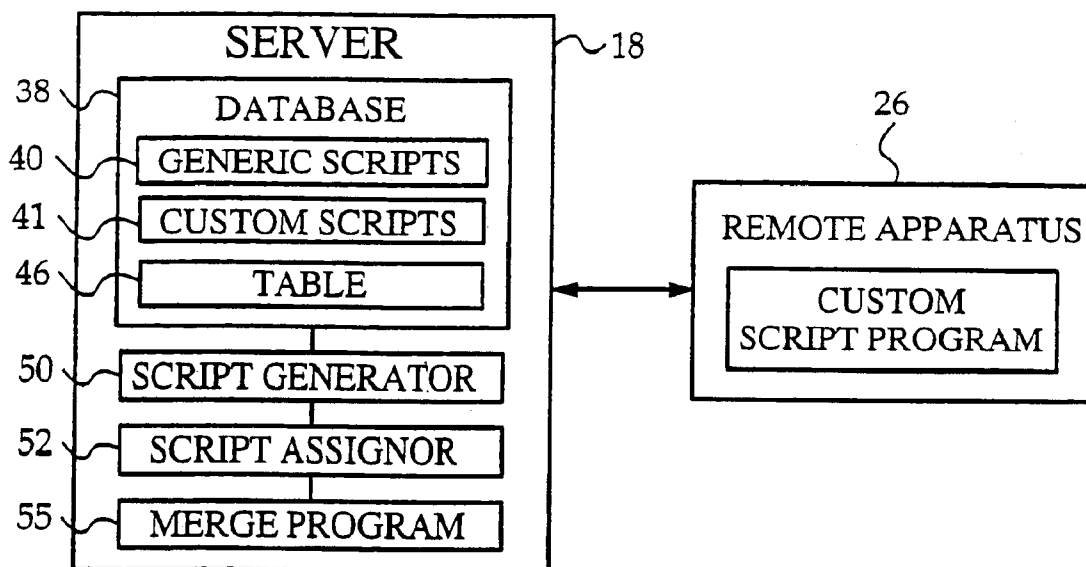 SERVER
18
38
DATABASE
40
GENERIC SCRIPTS
41
CUSTOM SCRIPTS
46
TABLE
50
SCRIPT GENERATOR
52
SCRIPT ASSIGNOR
55
MERGE PROGRAM
26
REMOTE APPARATUS
CUSTOM
SCRIPT PROGRAM